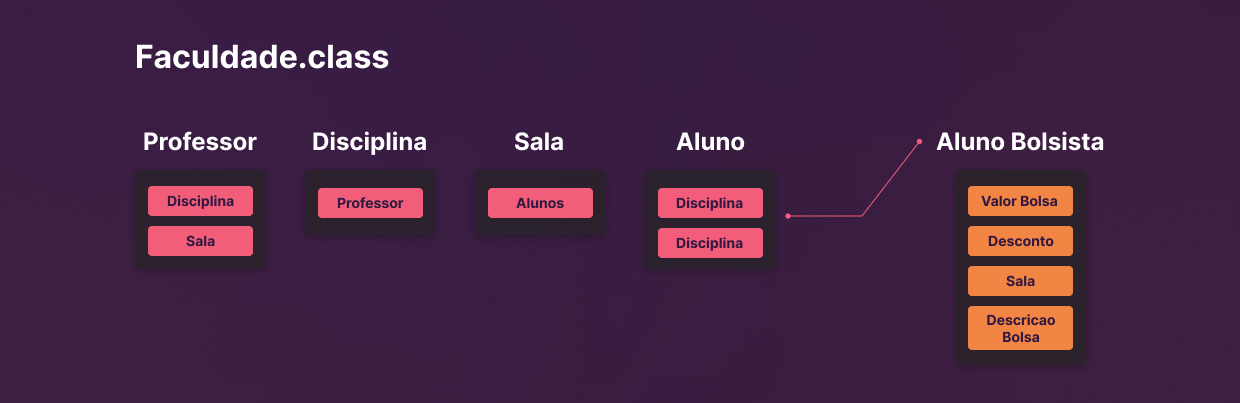 Faculdade.class
Professor
Disciplina
Sala
Disciplina
Professor
Sala
Alunos
Aluno
Disciplina
Disciplina
Aluno Bolsista
Valor Bolsa
Desconto
Sala
Descricao
Bolsa